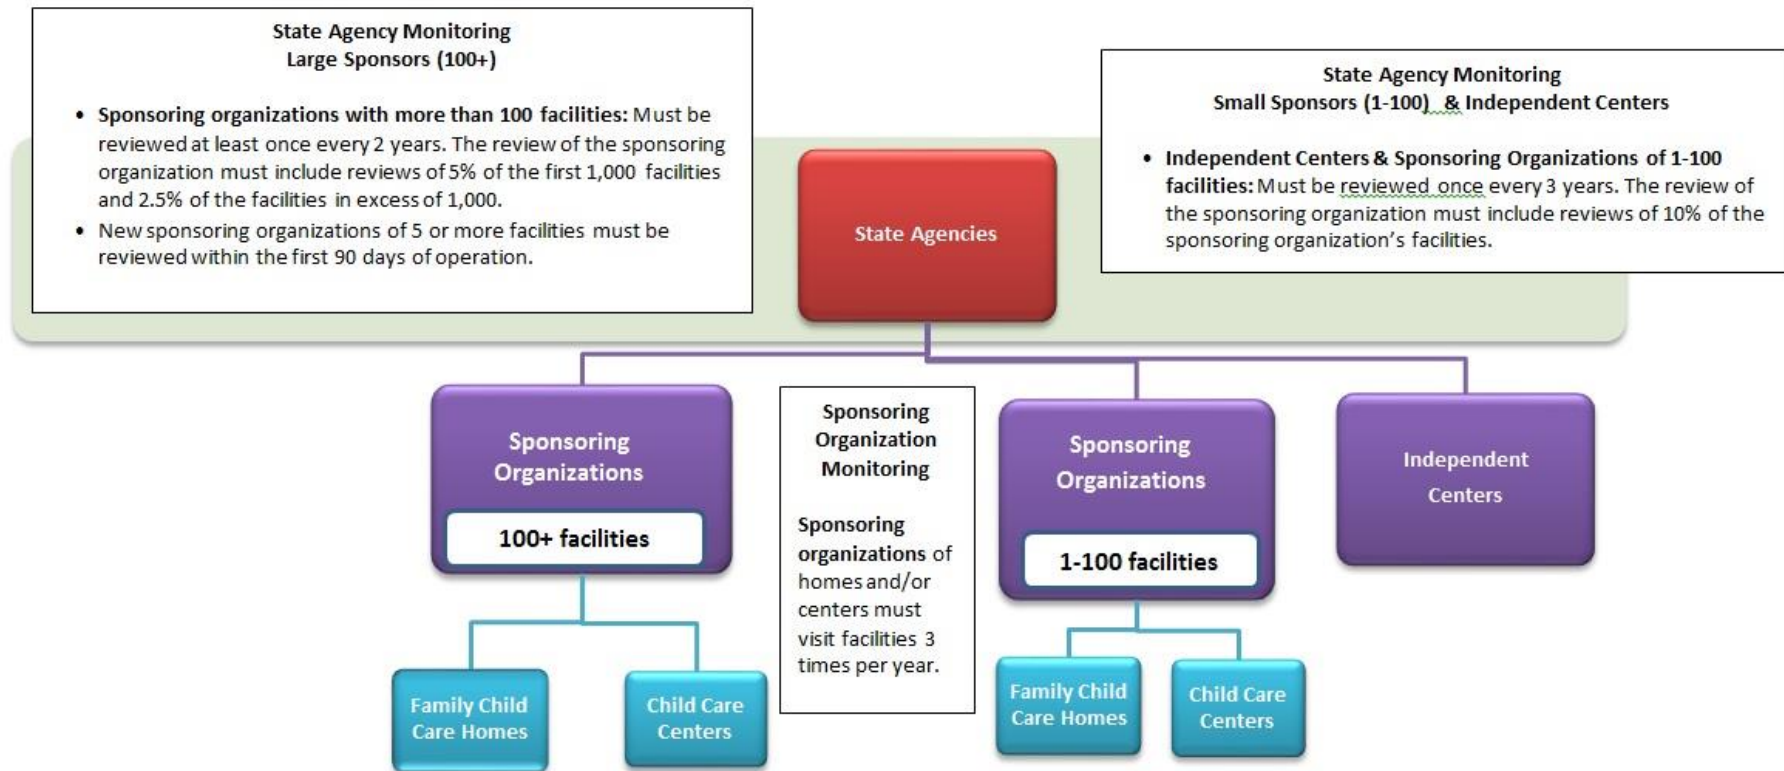 State Agency Monitoring
Large Sponsors (100+)
• Sponsoring organizations with more than 100 facilities: Must be
reviewed at least once every 2 years. The review of the sponsoring
organization must include reviews of 5% of the first 1,000 facilities
and 2.5% of the facilities in excess of 1,000.
• New sponsoring organizations of 5 or more facilities must be
reviewed within the first 90 days of operation.
State Agencies
State Agency Monitoring
Small Sponsors (1-100) & Independent Centers
• Independent Centers & Sponsoring Organizations of 1-100
facilities: Must be reviewed once every 3 years. The review of
the sponsoring organization must include reviews of 10% of the
sponsoring organization's facilities.
Sponsoring
Organizations
100+ facilities
Sponsoring
Organization
Monitoring
Sponsoring
organizations of
homes and/or
centers must
visit facilities 3
times per year.
Sponsoring
Organizations
1-100 facilities
Independent
Centers
Family Child
Care Homes
Child Care
Centers
Family Child
Care Homes
Child Care
Centers